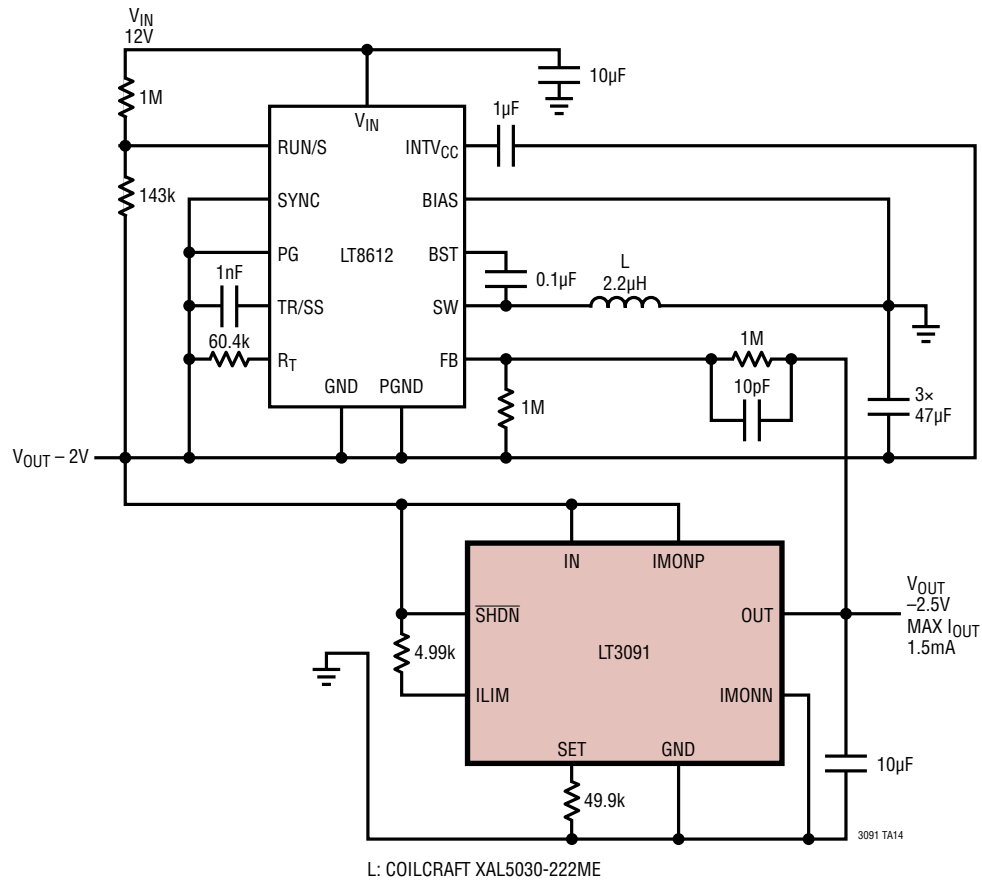 VIN
12V
10µF
1M
1µF
VIN
RUN/S
INTVCC
143k
SYNC
BIAS
PG
LT8612
BST
1nF
0.1µF
L
2.2µH
TR/SS
SW
60.4k
RT
FB
1M
GND
PGND
1M
10pF
3×
47µF
VOUT – 2V
IN
IMONP
SHDN
OUT
VOUT
–2.5V
MAX IOUT
1.5mA
4.99k
LT3091
ILIM
IMONN
SET
GND
10µF
49.9k
3091 TA14
L: COILCRAFT XAL5030-222ME